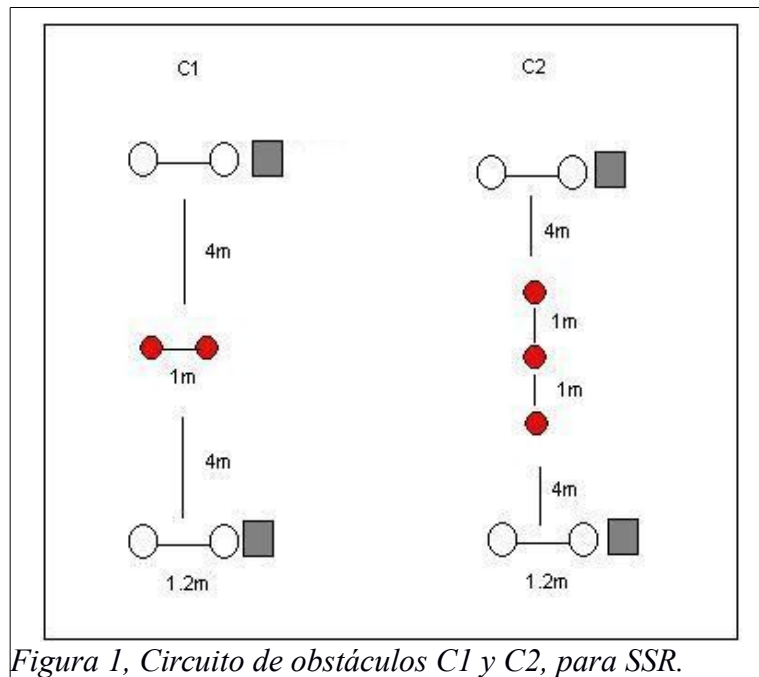 C1
C2
4m
4m
1m
1m
1m
4m
4m
1.2m
1.2m
Figura 1, Circuito de obstáculos C1 y C2, para SSR.